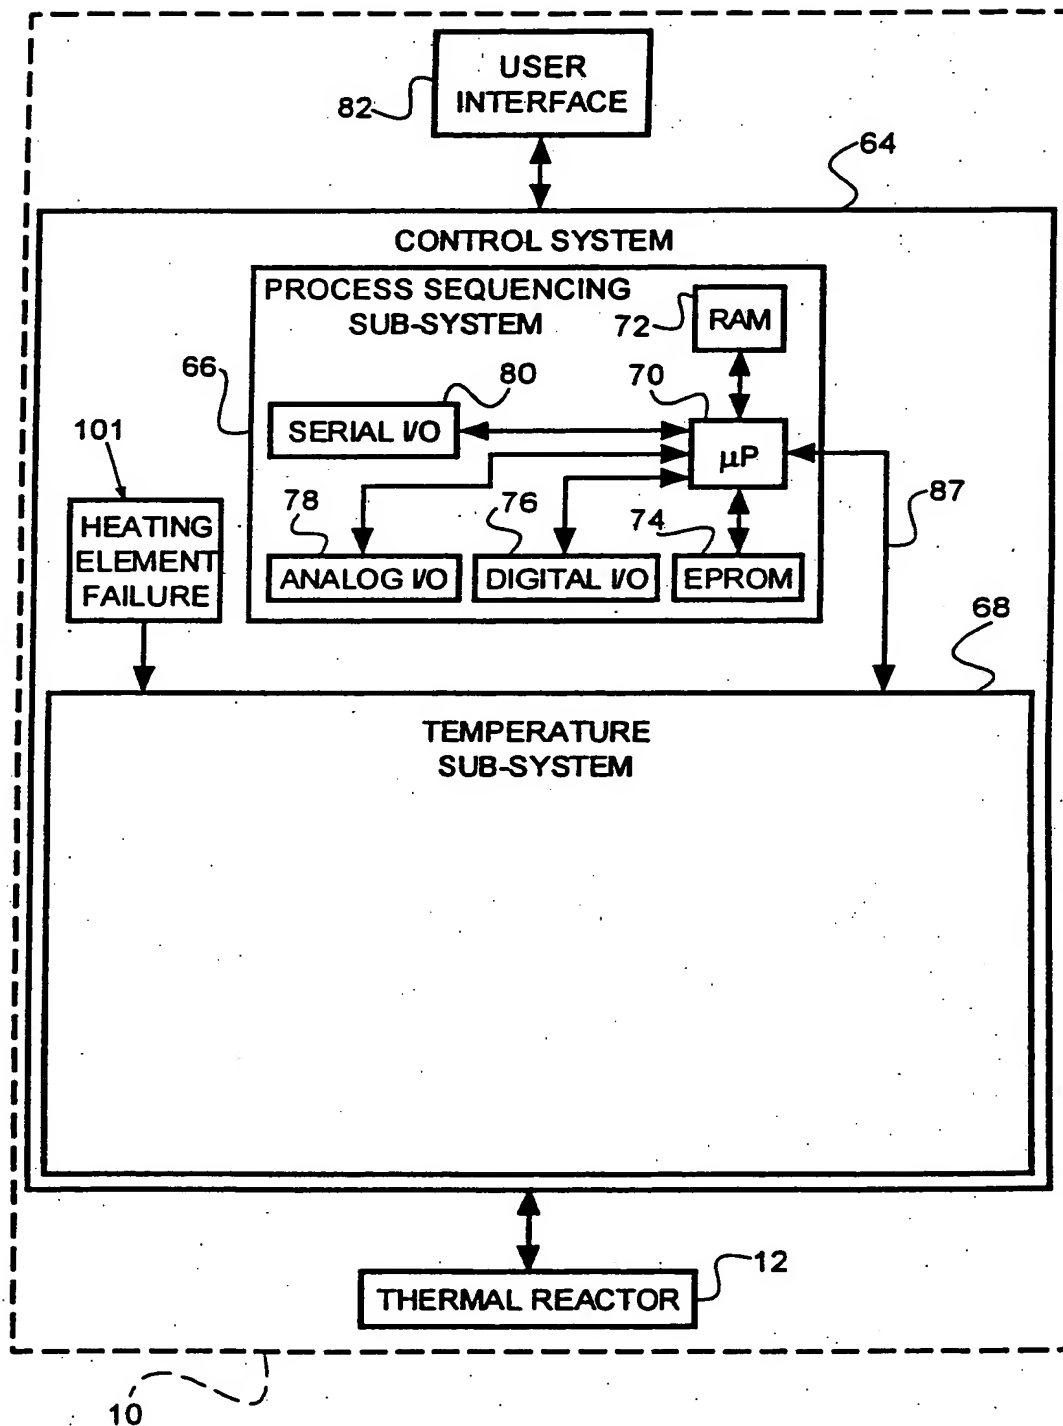 USER
INTERFACE
82
64
CONTROL SYSTEM
PROCESS SEQUENCING
SUB-SYSTEM
72
RAM
66
80
70
SERIAL I/O
μP
101
87
HEATING
ELEMENT
FAILURE
78
76
74
ANALOG I/O
DIGITAL I/O
EPROM
68
TEMPERATURE
SUB-SYSTEM
12
THERMAL REACTOR
10